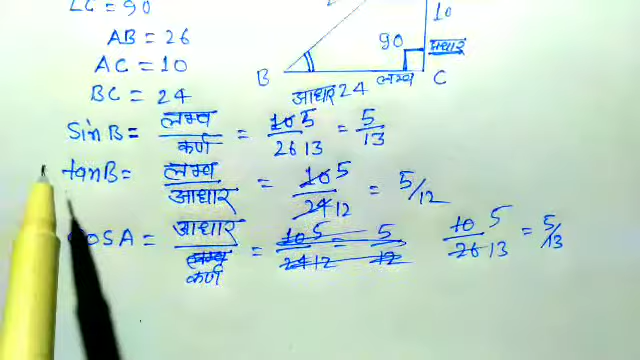 ∠C = 90
AB = 26
AC = 10
BC = 24
10
90
आधार
B
C
आधार 24 लम्ब
sin B = लम्ब/कर्ण = 10 5/26 13 = 5/13
tan B = लम्ब/आधार = 10 5/24 12 = 5/12
cos A = आधार/लम्ब कर्ण = 10 5/24 12 = 5/12 10 5/26 13 = 5/13